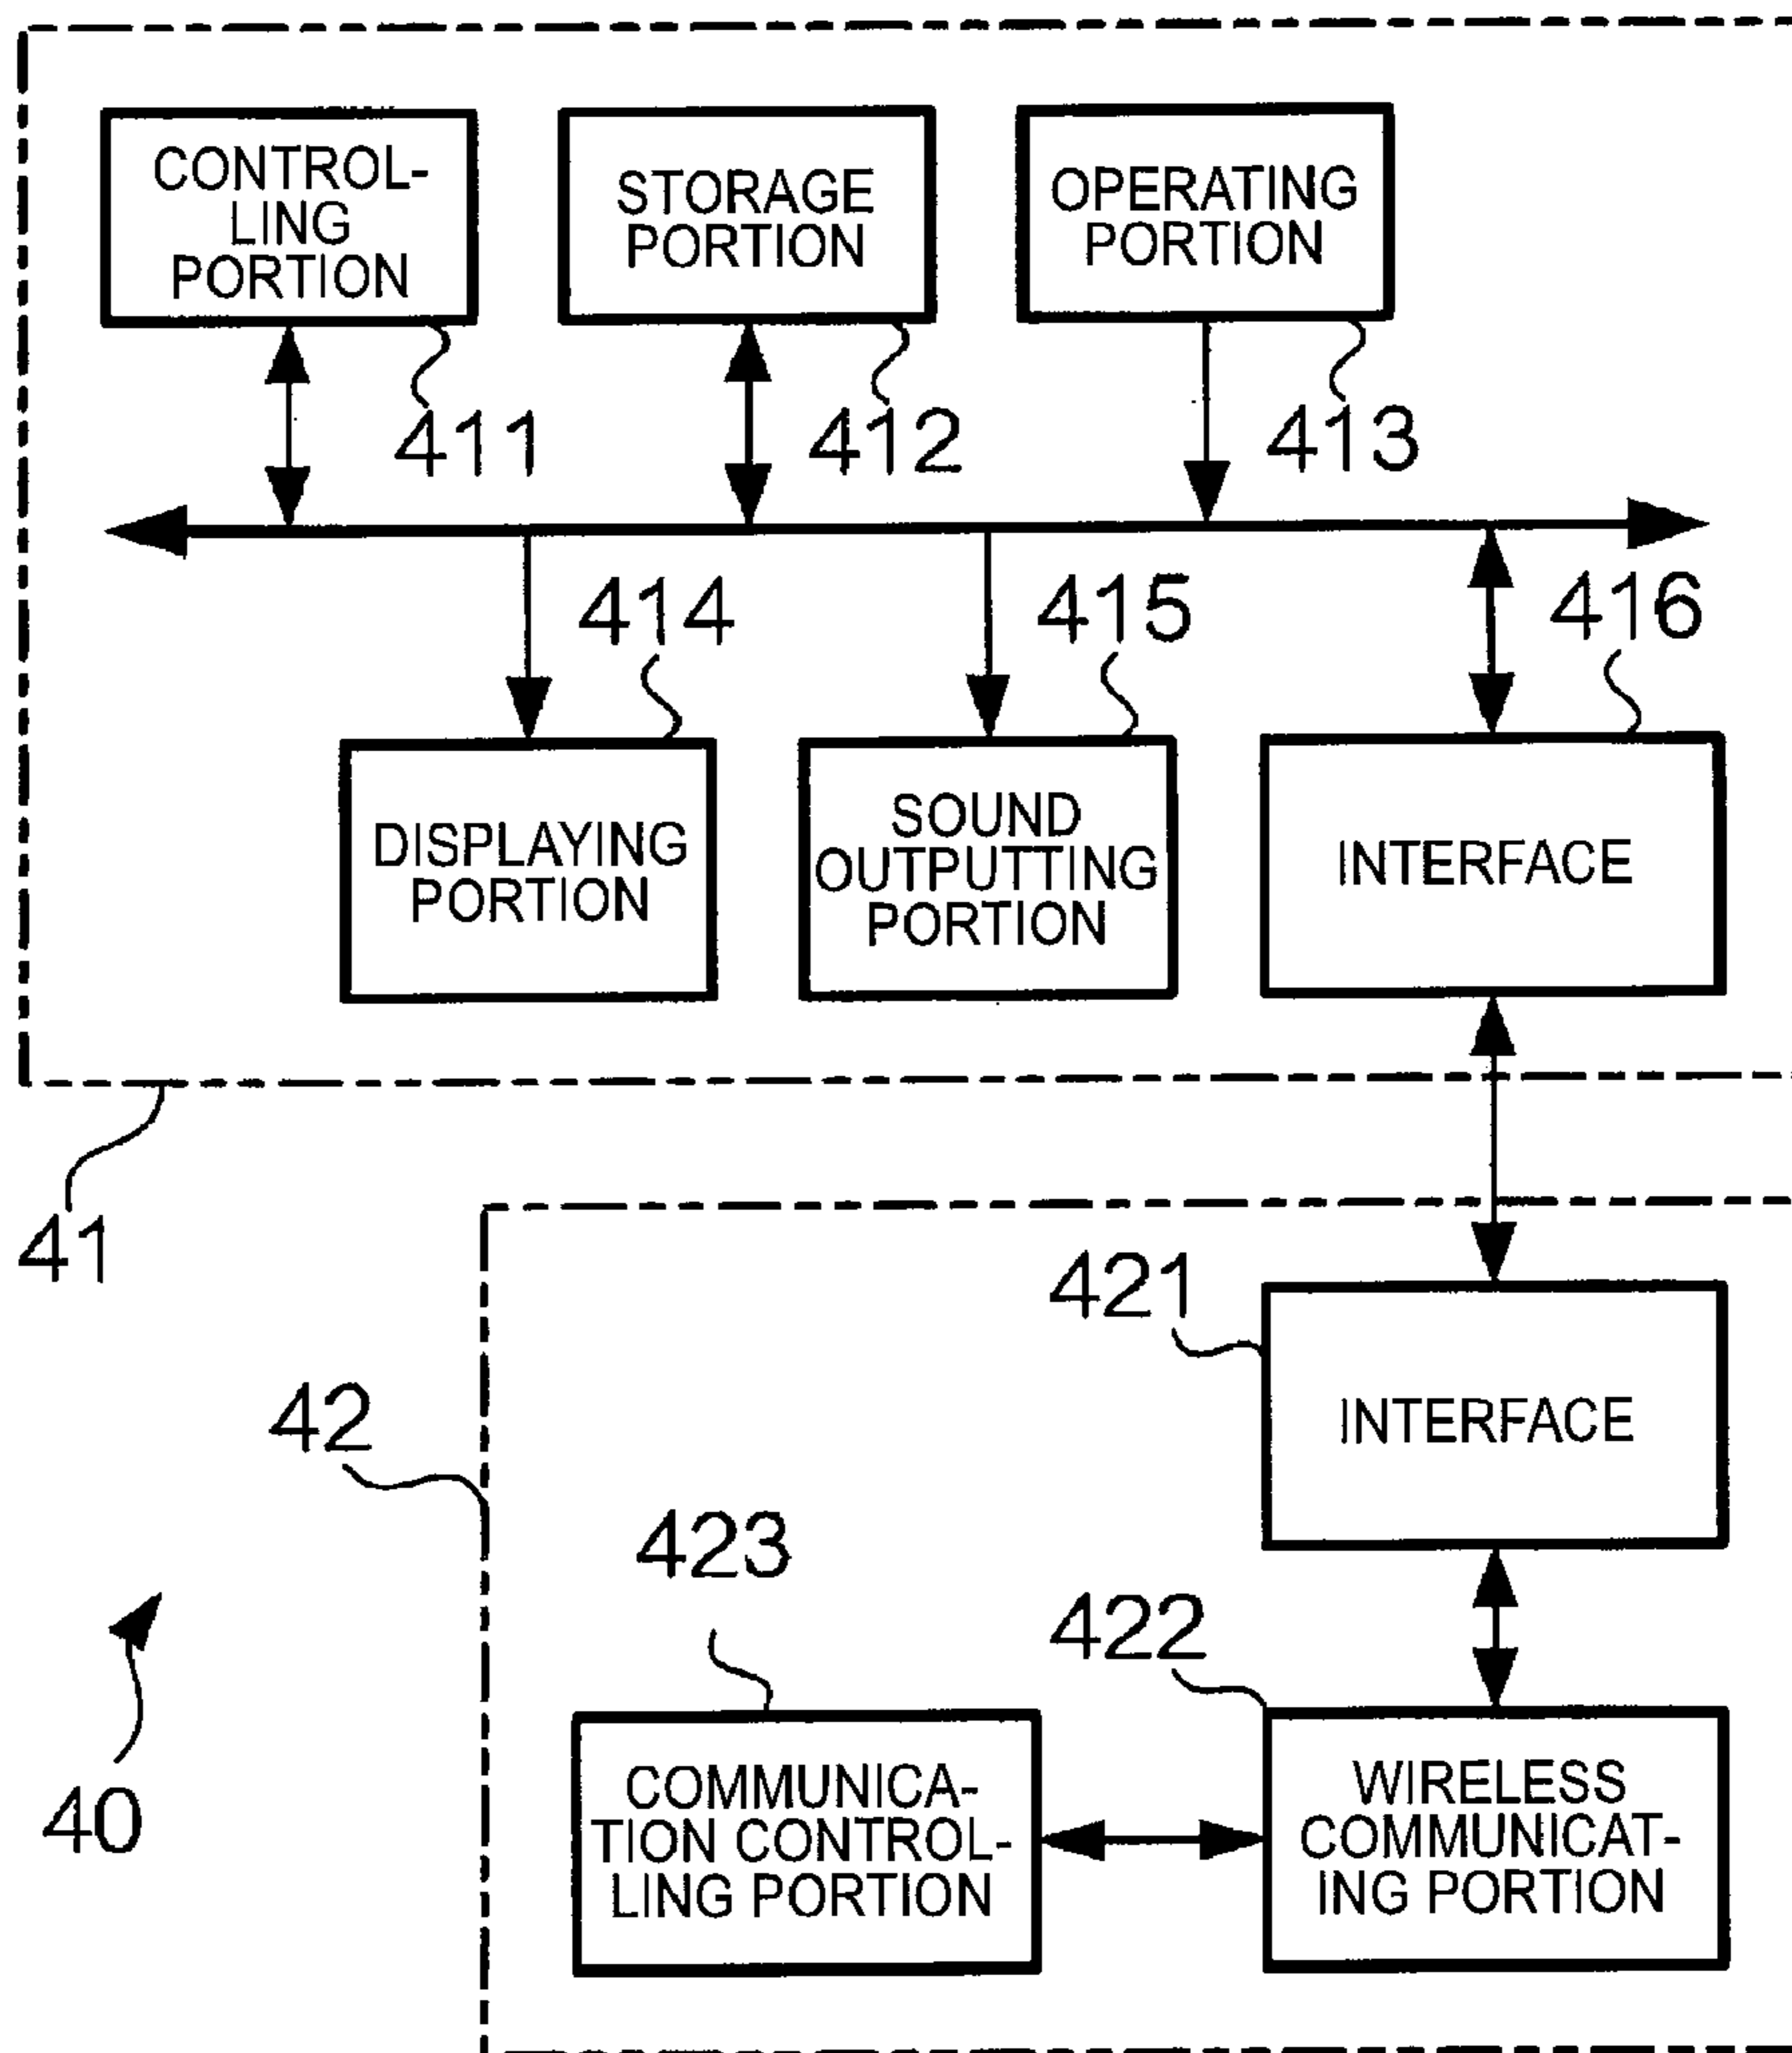 CONTROL-
LING
PORTION
STORAGE
PORTION
OPERATING
PORTION
411
412
413
414
415
416
DISPLAYING
PORTION
SOUND
OUTPUTTING
PORTION
INTERFACE
41
421
INTERFACE
42
423
422
COMMUNICA-
TION CONTROL-
LING PORTION
WIRELESS
COMMUNICAT-
ING PORTION
40